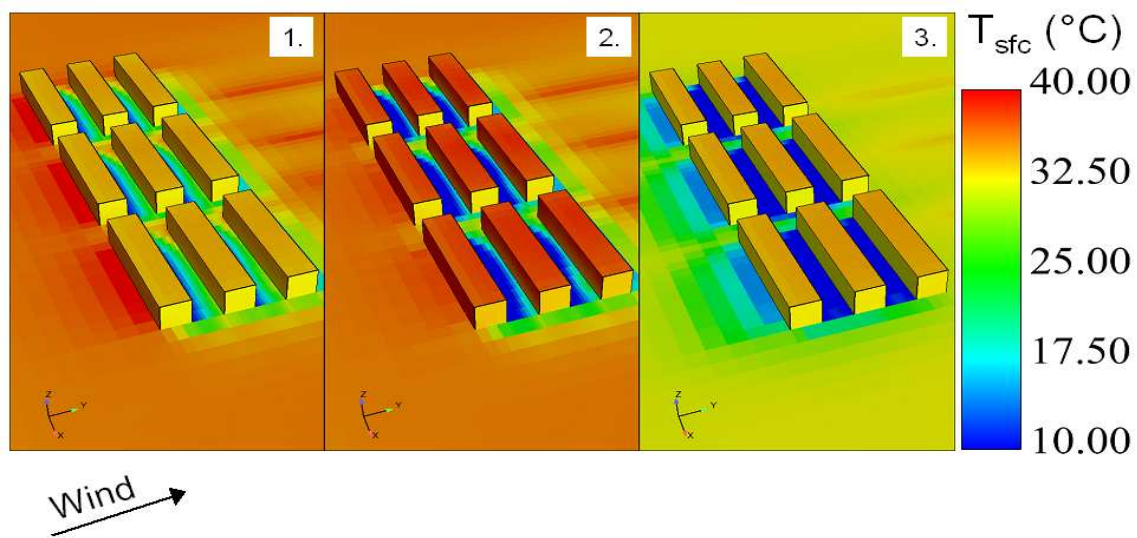 1.
2.
3.
T_sfc (°C)
40.00
32.50
25.00
17.50
10.00
Z
Y
X
Z
Y
X
Z
Y
X
Wind